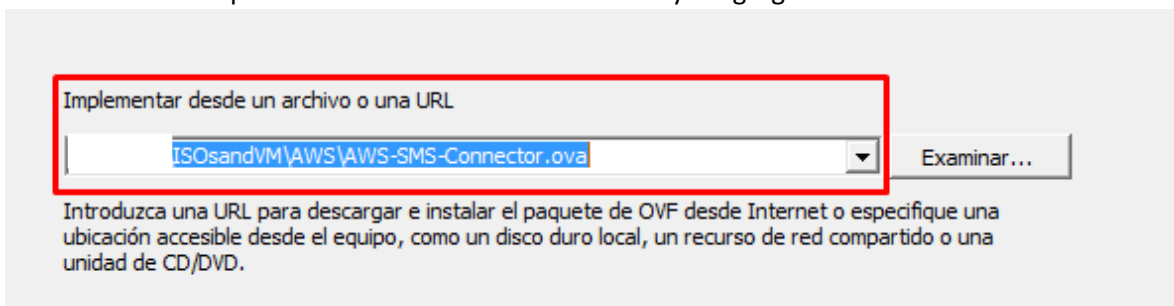 Implementar desde un archivo o una URL
ISOsandVM\AWS\AWS-SMS-Connector.ova
Examinar...
Introduzca una URL para descargar e instalar el paquete de OVF desde Internet o especifique una
ubicación accesible desde el equipo, como un disco duro local, un recurso de red compartido o una
unidad de CD/DVD.